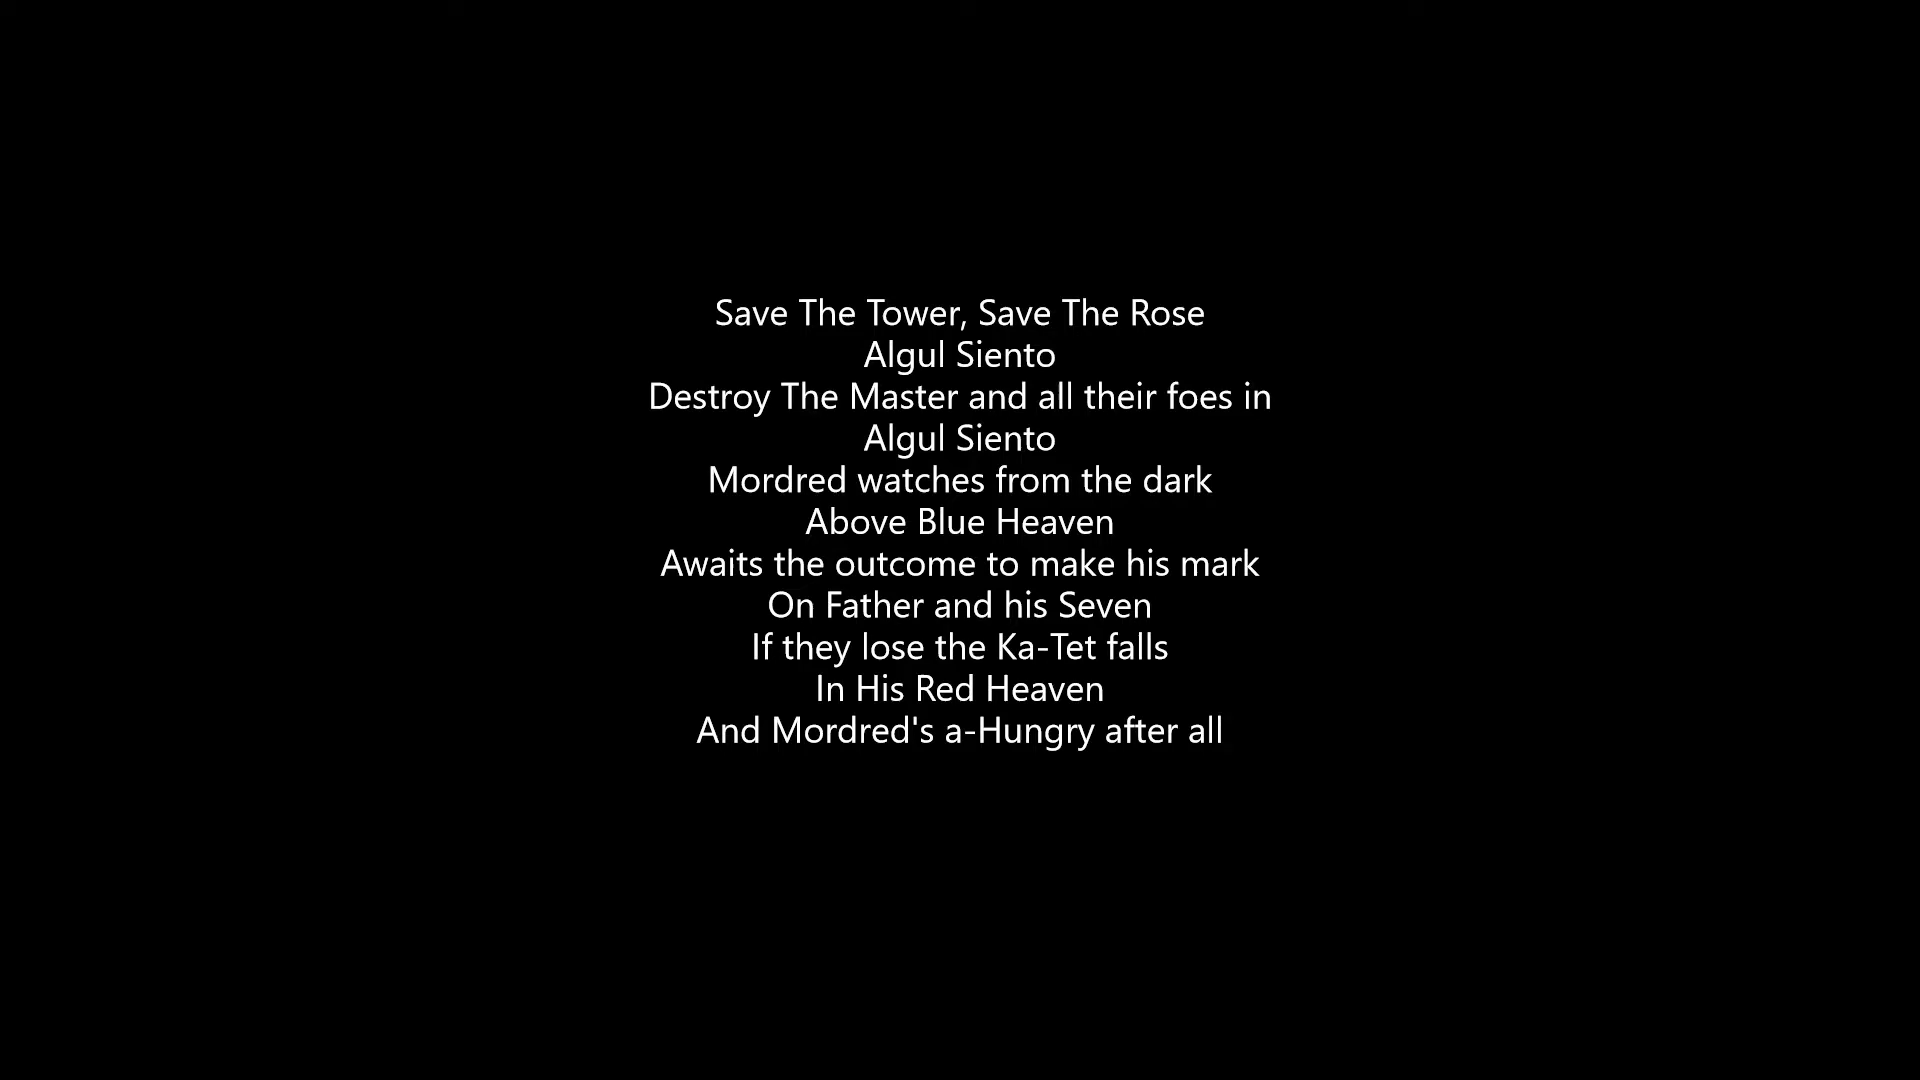 Save The Tower, Save The Rose
Algul Siento
Destroy The Master and all their foes in
Algul Siento
Mordred watches from the dark
Above Blue Heaven
Awaits the outcome to make his mark
On Father and his Seven
If they lose the Ka-Tet falls
In His Red Heaven
And Mordred's a-Hungry after all